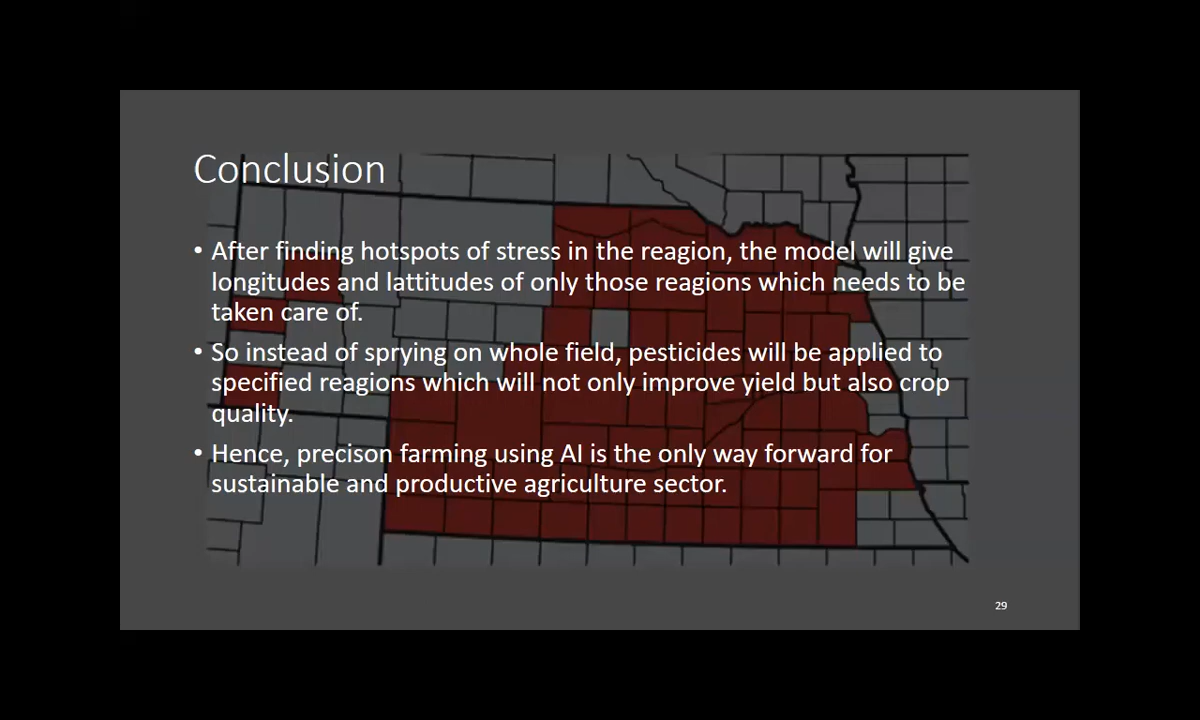 Conclusion
• After finding hotspots of stress in the reagion, the model will give
longitudes and lattitudes of only those reagions which needs to be
taken care of.
• So instead of sprying on whole field, pesticides will be applied to
specified reagions which will not only improve yield but also crop
quality.
• Hence, precison farming using AI is the only way forward for
sustainable and productive agriculture sector.
29